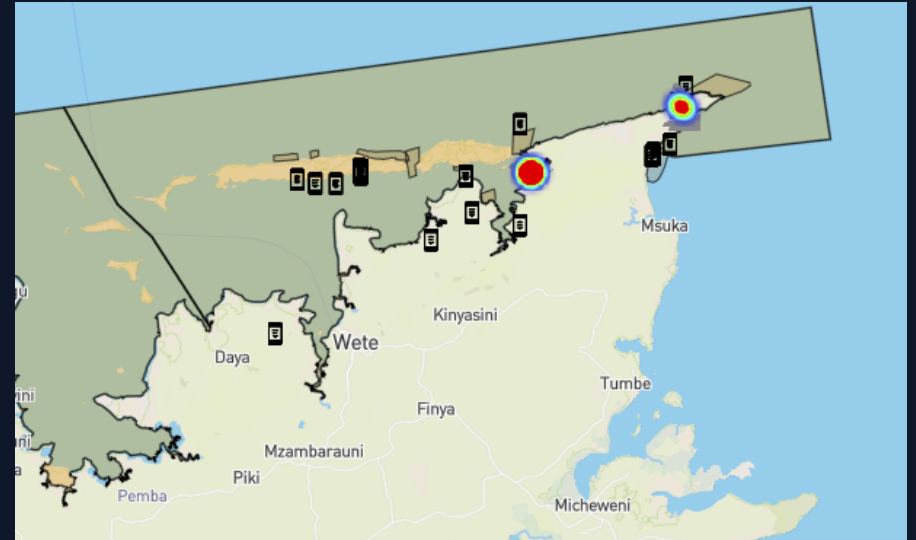 Msuka
Kinyasini
Wete
Daya
Tumbe
Finya
Mzambarauni
Piki
Pemba
Micheweni